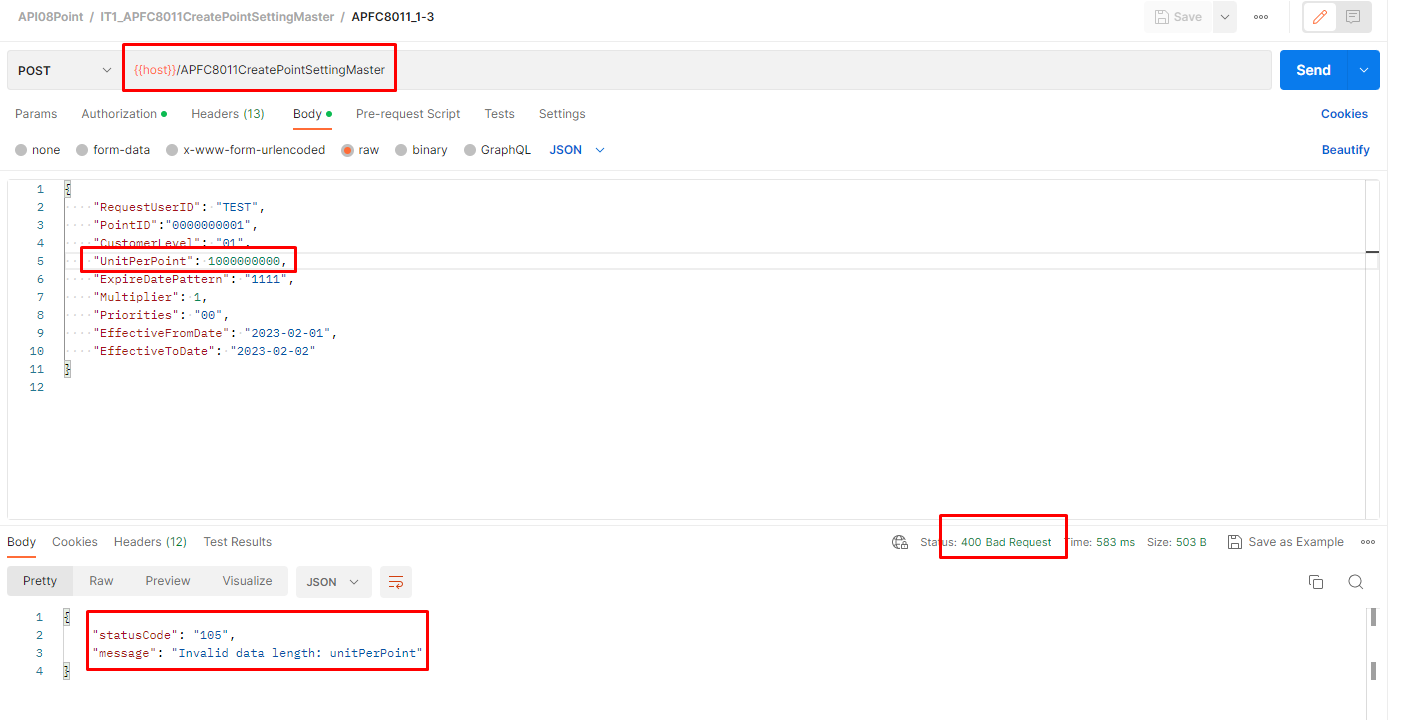 API08Point / IT1_APFC8011CreatePointSettingMaster / APFC8011_1-3
Save
POST
{{host}}/APFC8011CreatePointSettingMaster
Send
Params Authorization Headers (13) Body Pre-request Script Tests Settings Cookies
none form-data x-www-form-urlencoded raw binary GraphQL JSON Beautify
1 {
2 "RequestUserID": "TEST",
3 "PointID":"0000000001",
4 "CustomerLevel": "01",
5 "UnitPerPoint": 1000000000,
6 "ExpireDatePattern": "1111",
7 "Multiplier": 1,
8 "Priorities": "00",
9 "EffectiveFromDate": "2023-02-01",
10 "EffectiveToDate": "2023-02-02"
11 }
12
Body Cookies Headers (12) Test Results Status: 400 Bad Request Time: 583 ms Size: 503 B Save as Example
Pretty Raw Preview Visualize JSON
1 {
2 "statusCode": "105",
3 "message": "Invalid data length: unitPerPoint"
4 }